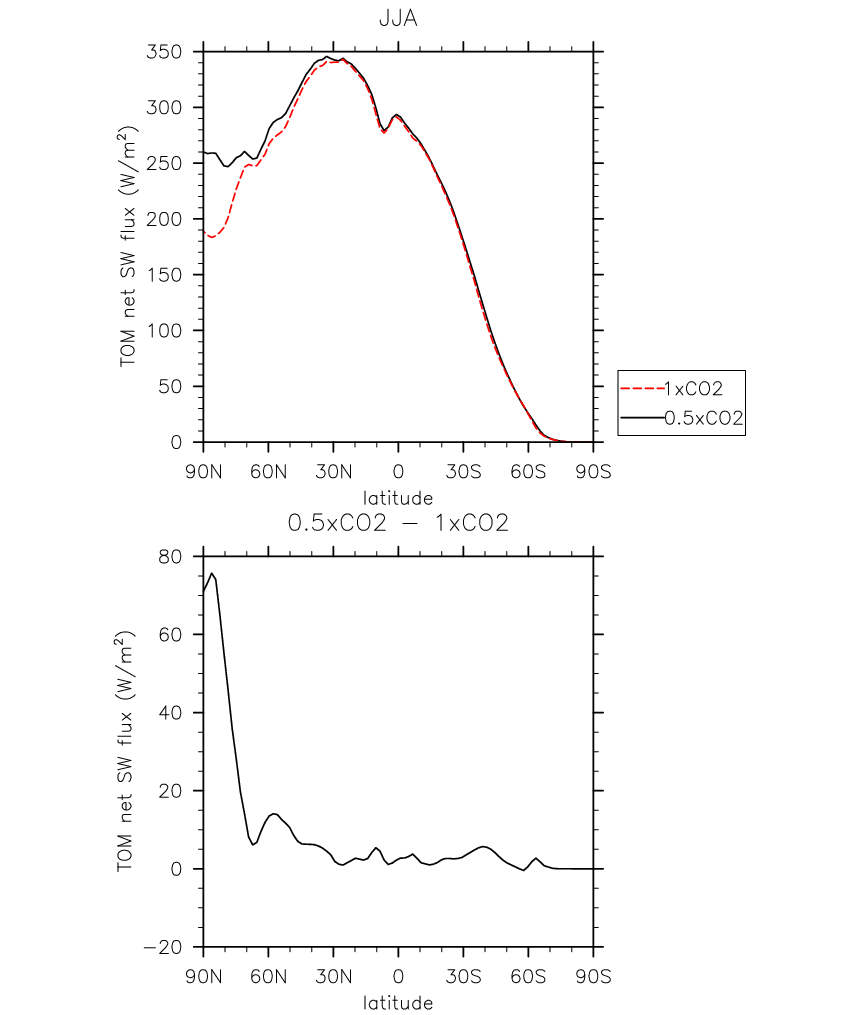 JJA
TOM net SW flux (W/m²)
350
300
250
200
150
100
50
0
90N 60N 30N 0 30S 60S 90S
latitude
1xCO2
0.5xCO2
0.5xCO2 − 1xCO2
TOM net SW flux (W/m²)
80
60
40
20
0
−20
90N 60N 30N 0 30S 60S 90S
latitude